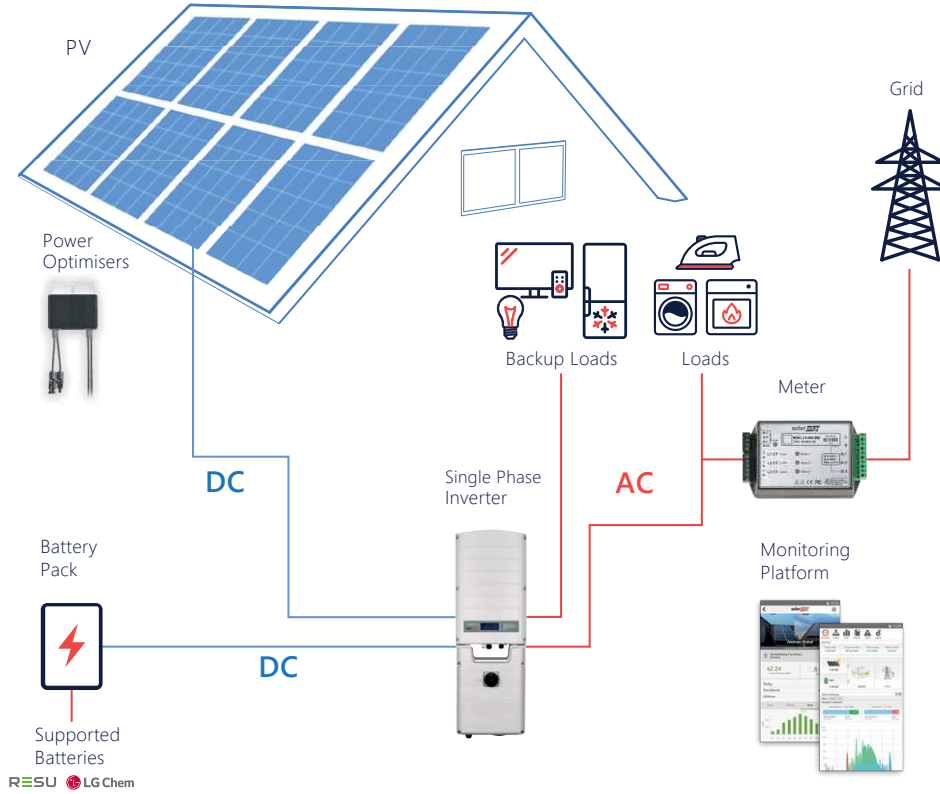 PV
Grid
Power
Optimisers
Backup Loads
Loads
Meter
solar
DC
Single Phase
Inverter
AC
Battery
Pack
Monitoring
Platform
DC
Supported
Batteries
RESU LG Chem